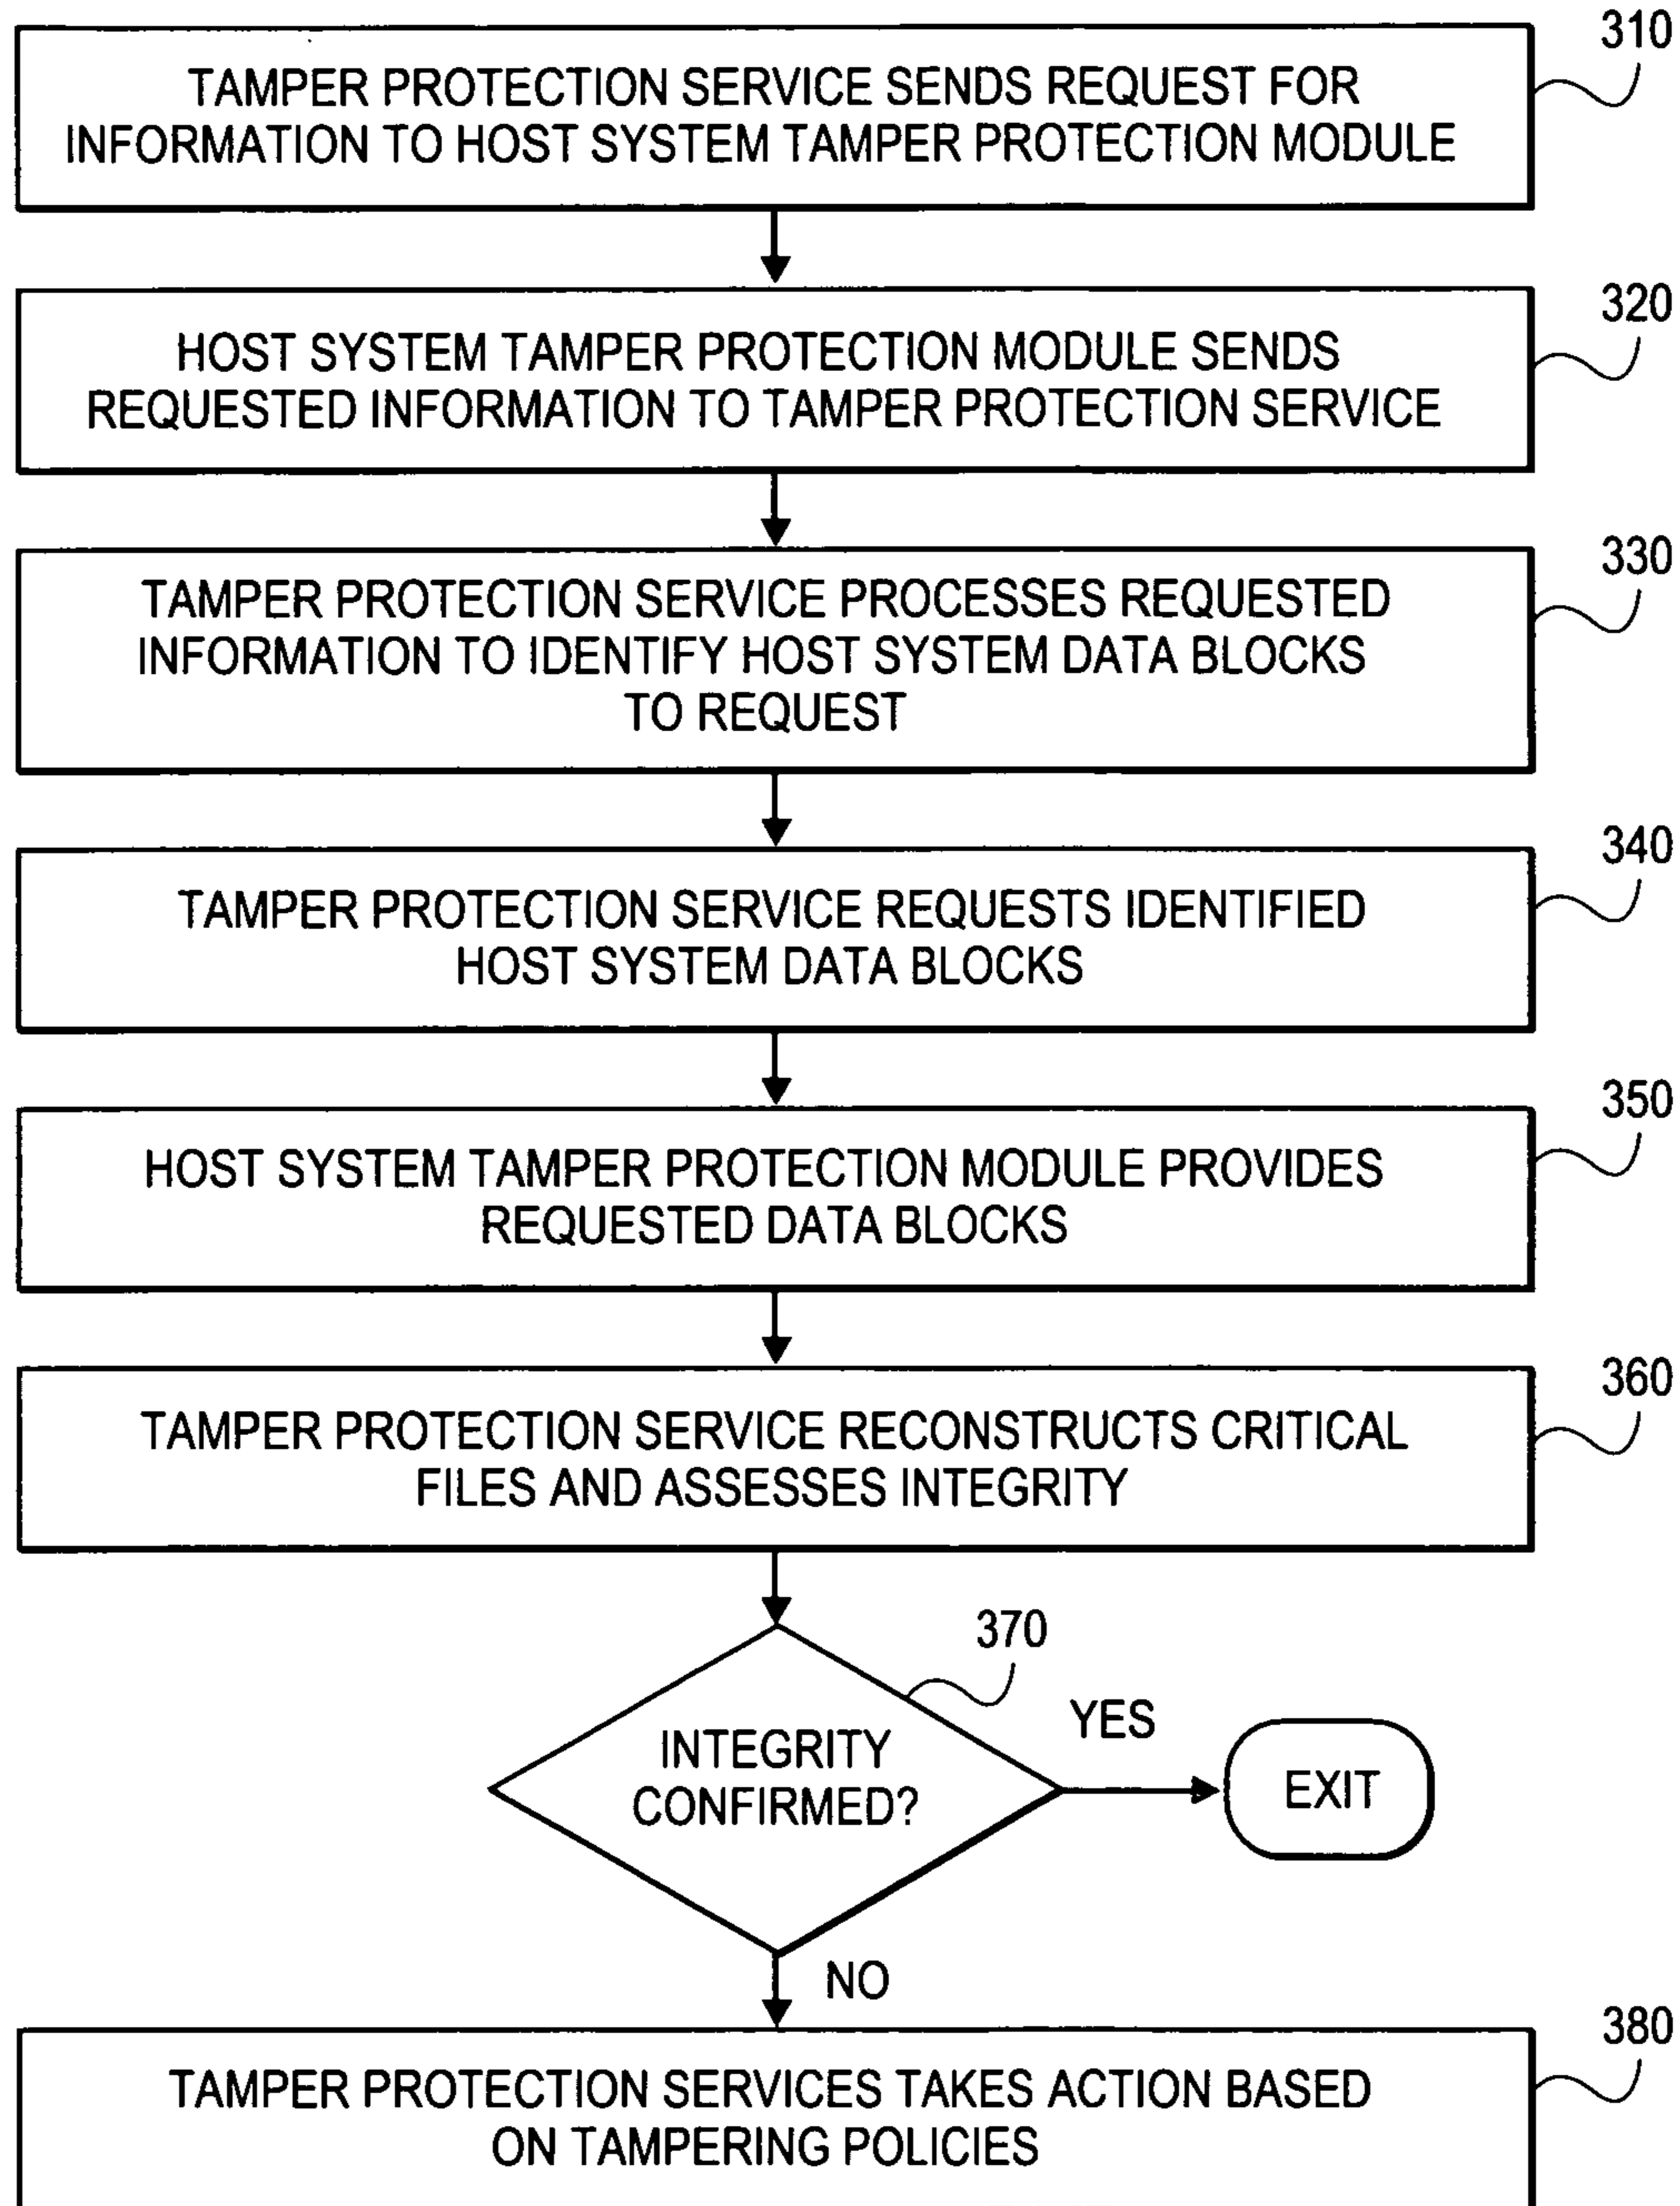 310
TAMPER PROTECTION SERVICE SENDS REQUEST FOR
INFORMATION TO HOST SYSTEM TAMPER PROTECTION MODULE
320
HOST SYSTEM TAMPER PROTECTION MODULE SENDS
REQUESTED INFORMATION TO TAMPER PROTECTION SERVICE
330
TAMPER PROTECTION SERVICE PROCESSES REQUESTED
INFORMATION TO IDENTIFY HOST SYSTEM DATA BLOCKS
TO REQUEST
340
TAMPER PROTECTION SERVICE REQUESTS IDENTIFIED
HOST SYSTEM DATA BLOCKS
350
HOST SYSTEM TAMPER PROTECTION MODULE PROVIDES
REQUESTED DATA BLOCKS
360
TAMPER PROTECTION SERVICE RECONSTRUCTS CRITICAL
FILES AND ASSESSES INTEGRITY
370
INTEGRITY
CONFIRMED?
YES
EXIT
NO
380
TAMPER PROTECTION SERVICES TAKES ACTION BASED
ON TAMPERING POLICIES